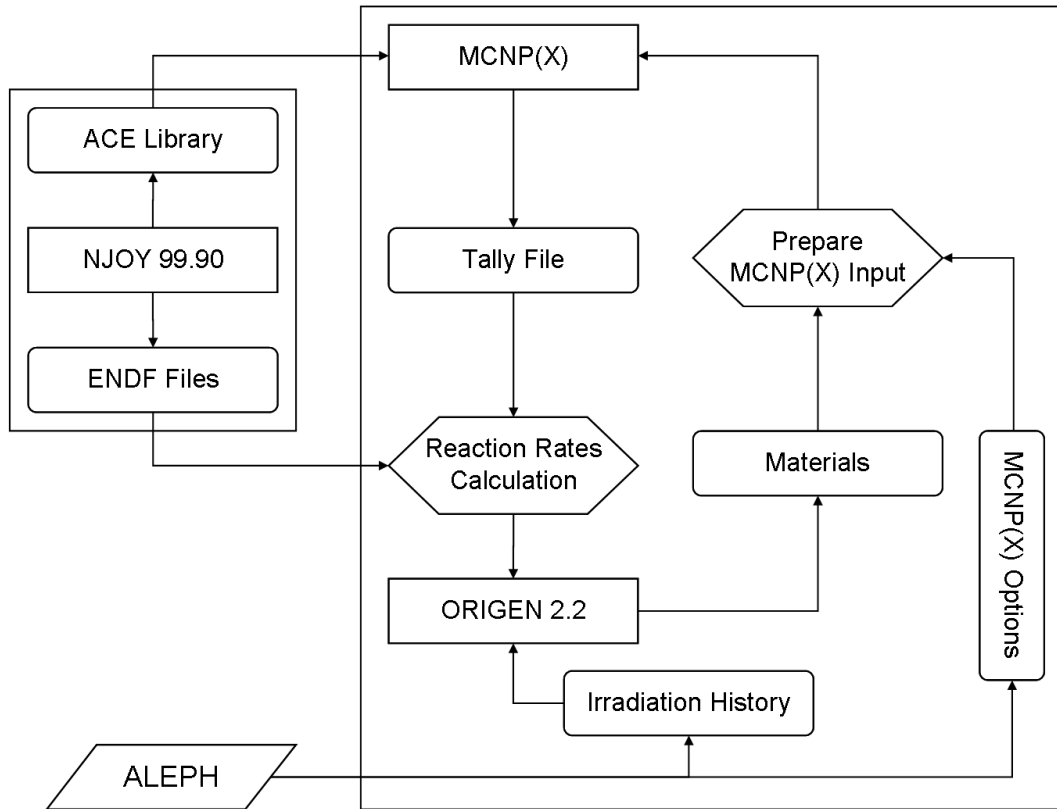 MCNP(X)
ACE Library
NJOY 99.90
ENDF Files
Tally File
Prepare
MCNP(X) Input
Reaction Rates
Calculation
Materials
MCNP(X) Options
ORIGEN 2.2
Irradiation History
ALEPH